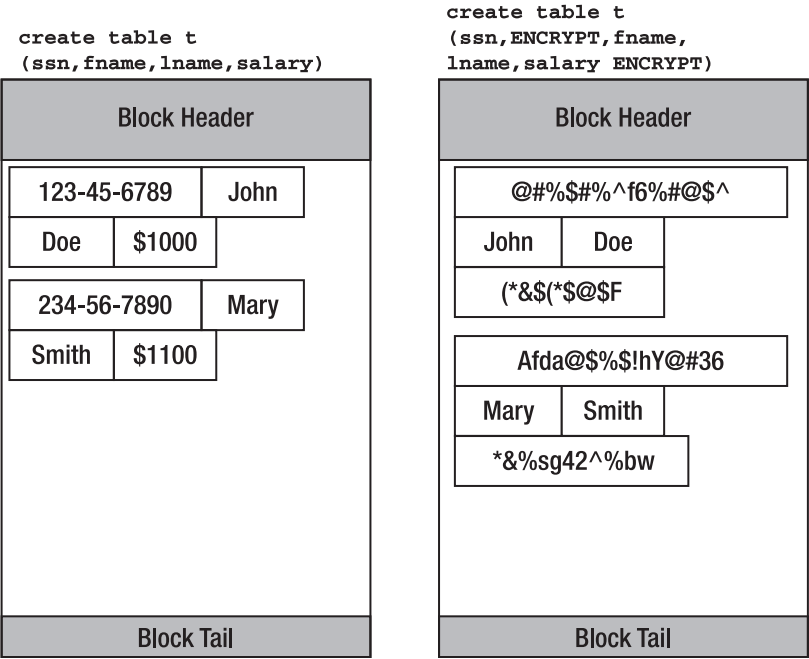 create table t
(ssn,fname,lname,salary)
Block Header
123-45-6789 John
Doe $1000
234-56-7890 Mary
Smith $1100
Block Tail
create table t
(ssn,ENCRYPT,fname,
lname,salary ENCRYPT)
Block Header
@#%$#%^f6%#@$^
John Doe
(*&$(*$@$F
Afda@$%$!hY@#36
Mary Smith
*&%sg42^%bw
Block Tail